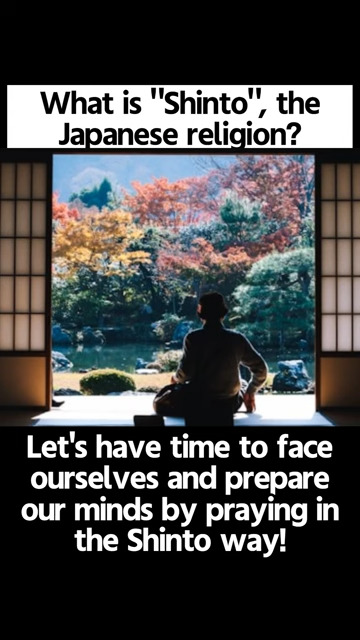 What is "Shinto", the
Japanese religion?
Let's have time to face
ourselves and prepare
our minds by praying in
the Shinto way!